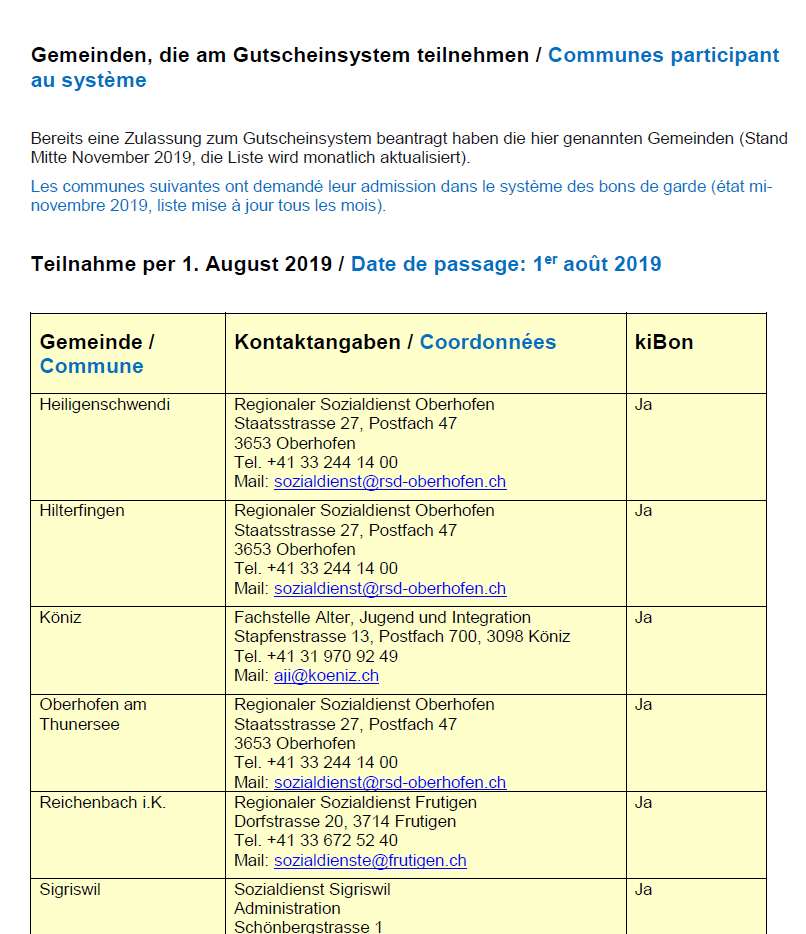 Gemeinden, die am Gutscheinsystem teilnehmen / Communes participant
au système
Bereits eine Zulassung zum Gutscheinsystem beantragt haben die hier genannten Gemeinden (Stand
Mitte November 2019, die Liste wird monatlich aktualisiert).
Les communes suivantes ont demandé leur admission dans le système des bons de garde (état mi-
novembre 2019, liste mise à jour tous les mois).
Teilnahme per 1. August 2019 / Date de passage: 1er août 2019
Gemeinde /
Commune
Kontaktangaben / Coordonnées
kiBon
Heiligenschwendi
Regionaler Sozialdienst Oberhofen
Staatsstrasse 27, Postfach 47
3653 Oberhofen
Tel. +41 33 244 14 00
Mail: sozialdienst@rsd-oberhofen.ch
Ja
Hilterfingen
Regionaler Sozialdienst Oberhofen
Staatsstrasse 27, Postfach 47
3653 Oberhofen
Tel. +41 33 244 14 00
Mail: sozialdienst@rsd-oberhofen.ch
Ja
Köniz
Fachstelle Alter, Jugend und Integration
Stapfenstrasse 13, Postfach 700, 3098 Köniz
Tel. +41 31 970 92 49
Mail: aji@koeniz.ch
Ja
Oberhofen am
Thunersee
Regionaler Sozialdienst Oberhofen
Staatsstrasse 27, Postfach 47
3653 Oberhofen
Tel. +41 33 244 14 00
Mail: sozialdienst@rsd-oberhofen.ch
Ja
Reichenbach i.K.
Regionaler Sozialdienst Frutigen
Dorfstrasse 20, 3714 Frutigen
Tel. +41 33 672 52 40
Mail: sozialdienste@frutigen.ch
Ja
Sigriswil
Sozialdienst Sigriswil
Administration
Schönbergstrasse 1
Ja